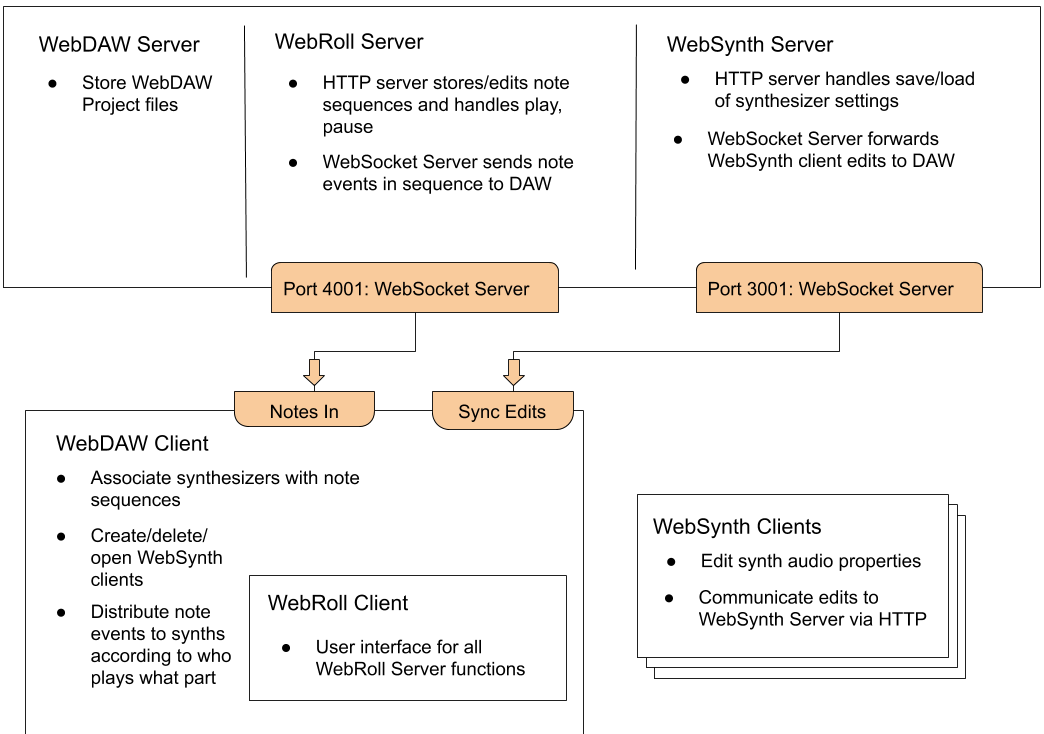 WebDAW Server
● Store WebDAW
Project files
WebRoll Server
● HTTP server stores/edits note
sequences and handles play,
pause
● WebSocket Server sends note
events in sequence to DAW
WebSynth Server
● HTTP server handles save/load
of synthesizer settings
● WebSocket Server forwards
WebSynth client edits to DAW
Port 4001: WebSocket Server
Port 3001: WebSocket Server
Notes In
Sync Edits
WebDAW Client
● Associate synthesizers with note
sequences
● Create/delete/
open WebSynth
clients
● Distribute note
events to synths
according to who
plays what part
WebRoll Client
● User interface for all
WebRoll Server functions
WebSynth Clients
● Edit synth audio properties
● Communicate edits to
WebSynth Server via HTTP